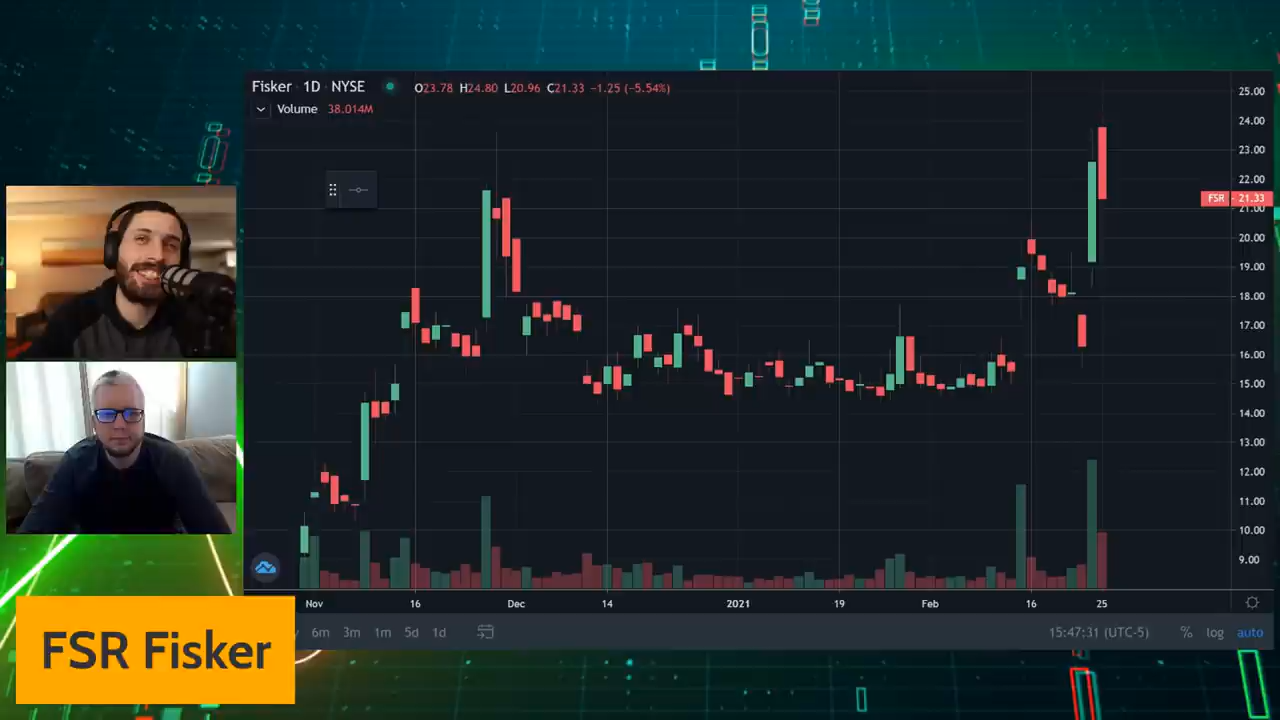 Fisker · 1D · NYSE O23.78 H24.80 L20.96 C21.33 −1.25 (−5.54%)
Volume 38.014M
25.00
24.00
23.00
22.00
FSR 21.33
21.00
20.00
19.00
18.00
17.00
16.00
15.00
14.00
13.00
12.00
11.00
10.00
9.00
Nov 16 Dec 14 2021 19 Feb 16 25
6m 3m 1m 5d 1d 15:47:31 (UTC-5) % log auto
FSR Fisker